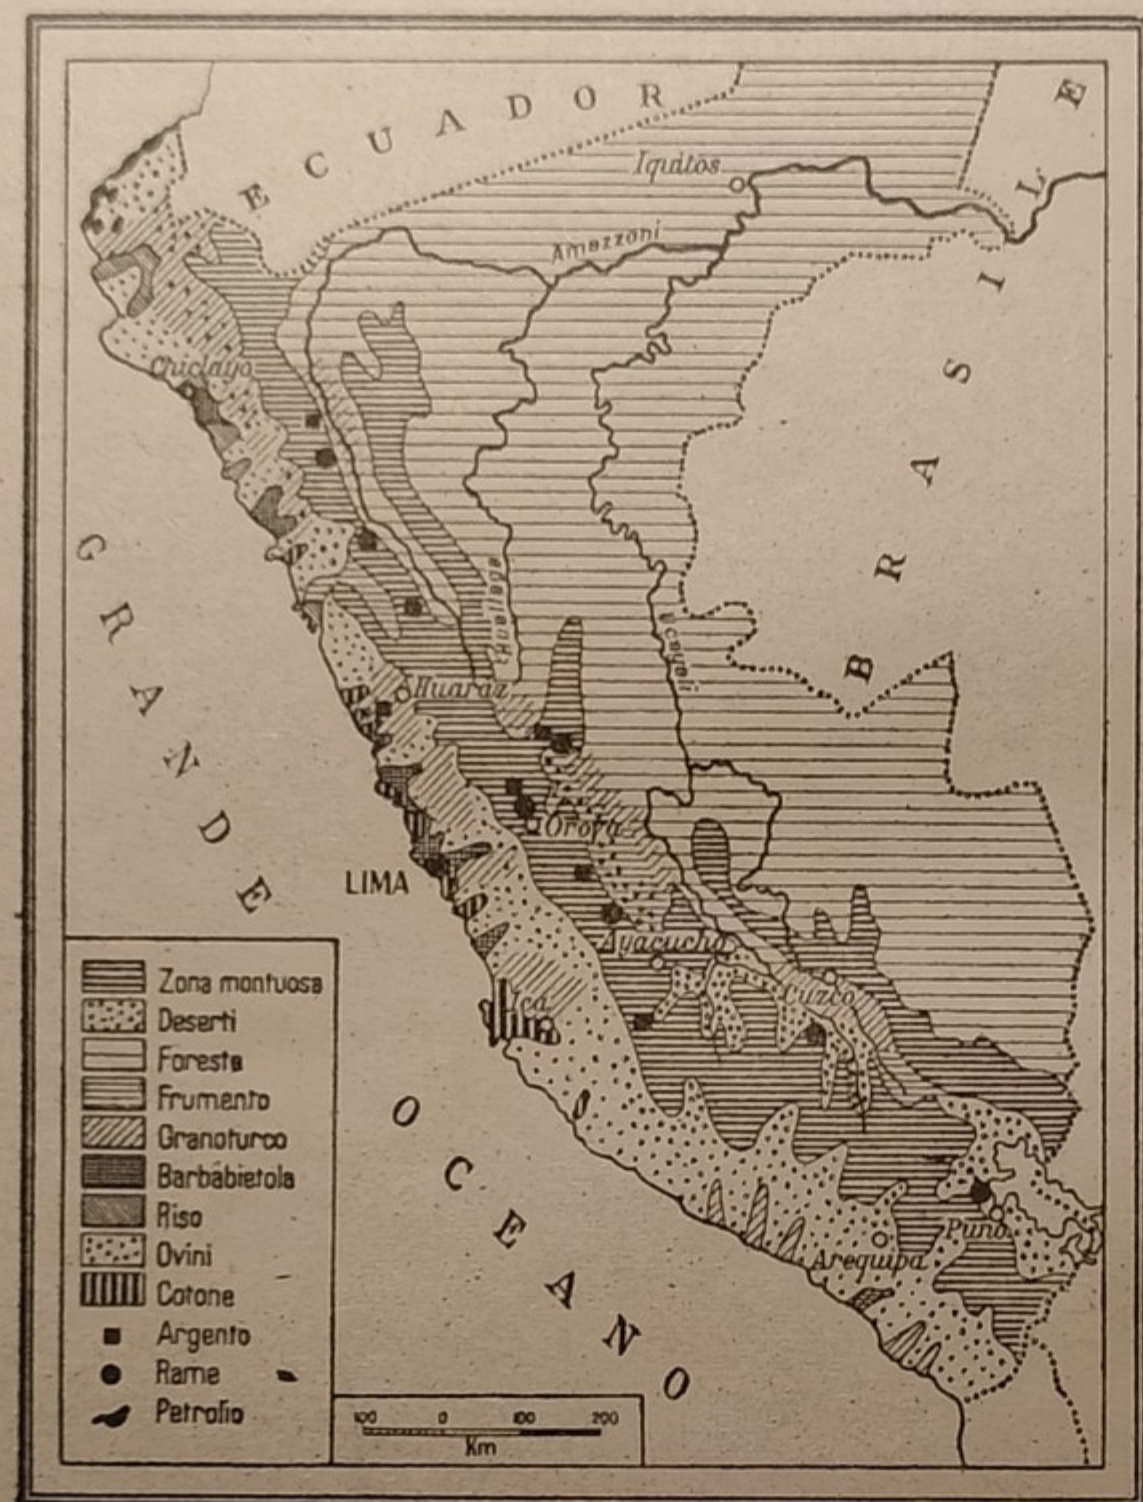 ECUADOR
BRASILE
Iquitos
Amazzoni
Chiclayo
Huallaga
Ucayali
Huaraz
Oroya
LIMA
Ayacucho
Cuzco
Ica
Puno
Arequipa
GRANDE
OCEANO
Zona montuosa
Deserti
Foreste
Frumento
Granoturco
Barbabietola
Riso
Ovini
Cotone
Argento
Rame
Petrolio
100 0 100 200
Km